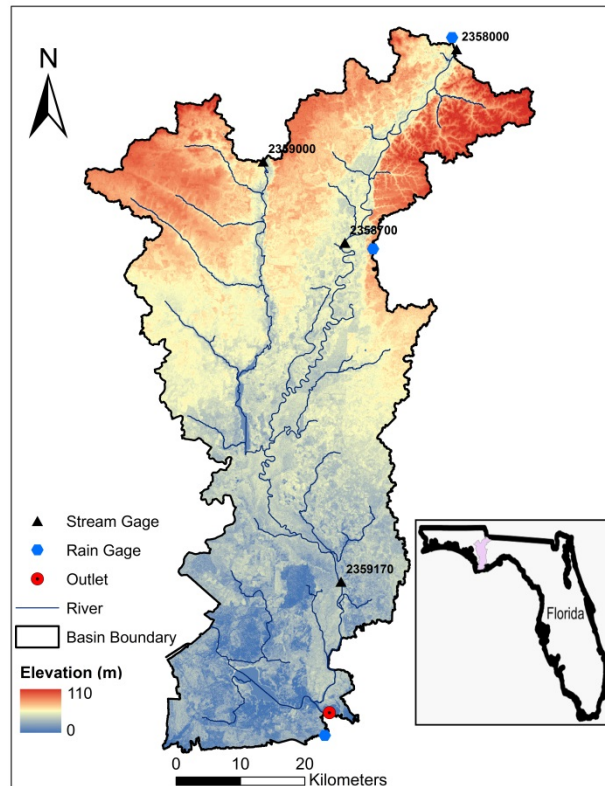 2358000
N
2359000
2358700
Stream Gage
Rain Gage
Outlet
River
Basin Boundary
Elevation (m)
110
0
2359170
Florida
0 10 20
Kilometers